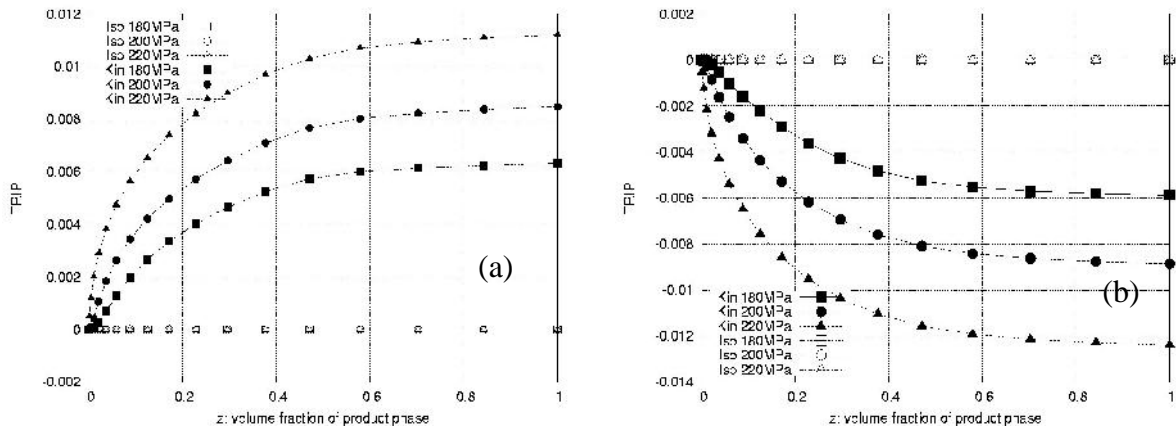 0.012
0.01
0.008
0.006
0.004
0.002
0
-0.002
TRIP
Iso 180MPa
Iso 200MPa
Iso 220MPa
Kin 180MPa
Kin 200MPa
Kin 220MPa
(a)
0 0.2 0.4 0.6 0.8 1
z: volume fraction of product phase
0.002
0
-0.002
-0.004
-0.006
-0.008
-0.01
-0.012
-0.014
TRIP
Kin 180MPa
Kin 200MPa
Kin 220MPa
Iso 180MPa
Iso 200MPa
Iso 220MPa
(b)
0 0.2 0.4 0.6 0.8 1
z: volume fraction of product phase